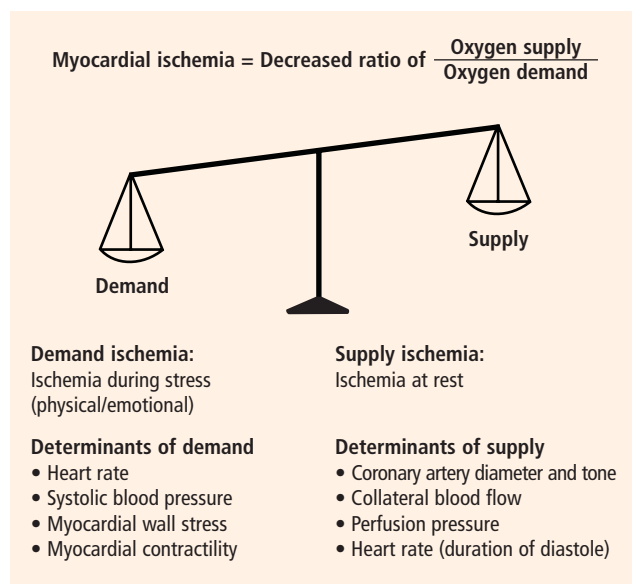 Myocardial ischemia = Decreased ratio of Oxygen supply
Oxygen demand
Demand
Supply
Demand ischemia:
Ischemia during stress
(physical/emotional)
Supply ischemia:
Ischemia at rest
Determinants of demand
• Heart rate
• Systolic blood pressure
• Myocardial wall stress
• Myocardial contractility
Determinants of supply
• Coronary artery diameter and tone
• Collateral blood flow
• Perfusion pressure
• Heart rate (duration of diastole)